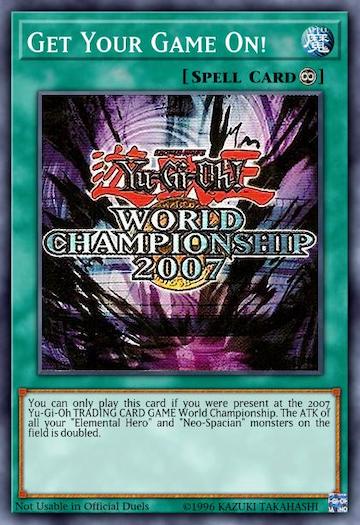 GET YOUR GAME ON!
魔
[SPELL CARD]
遊☆戯☆王
Yu-Gi-Oh!
WORLD
CHAMPIONSHIP
2007
You can only play this card if you were present at the 2007
Yu-Gi-Oh TRADING CARD GAME World Championship. The ATK of
all your "Elemental Hero" and "Neo-Spacian" monsters on
the field is doubled.
Not Usable in Official Duels
©1996 KAZUKI TAKAHASHI